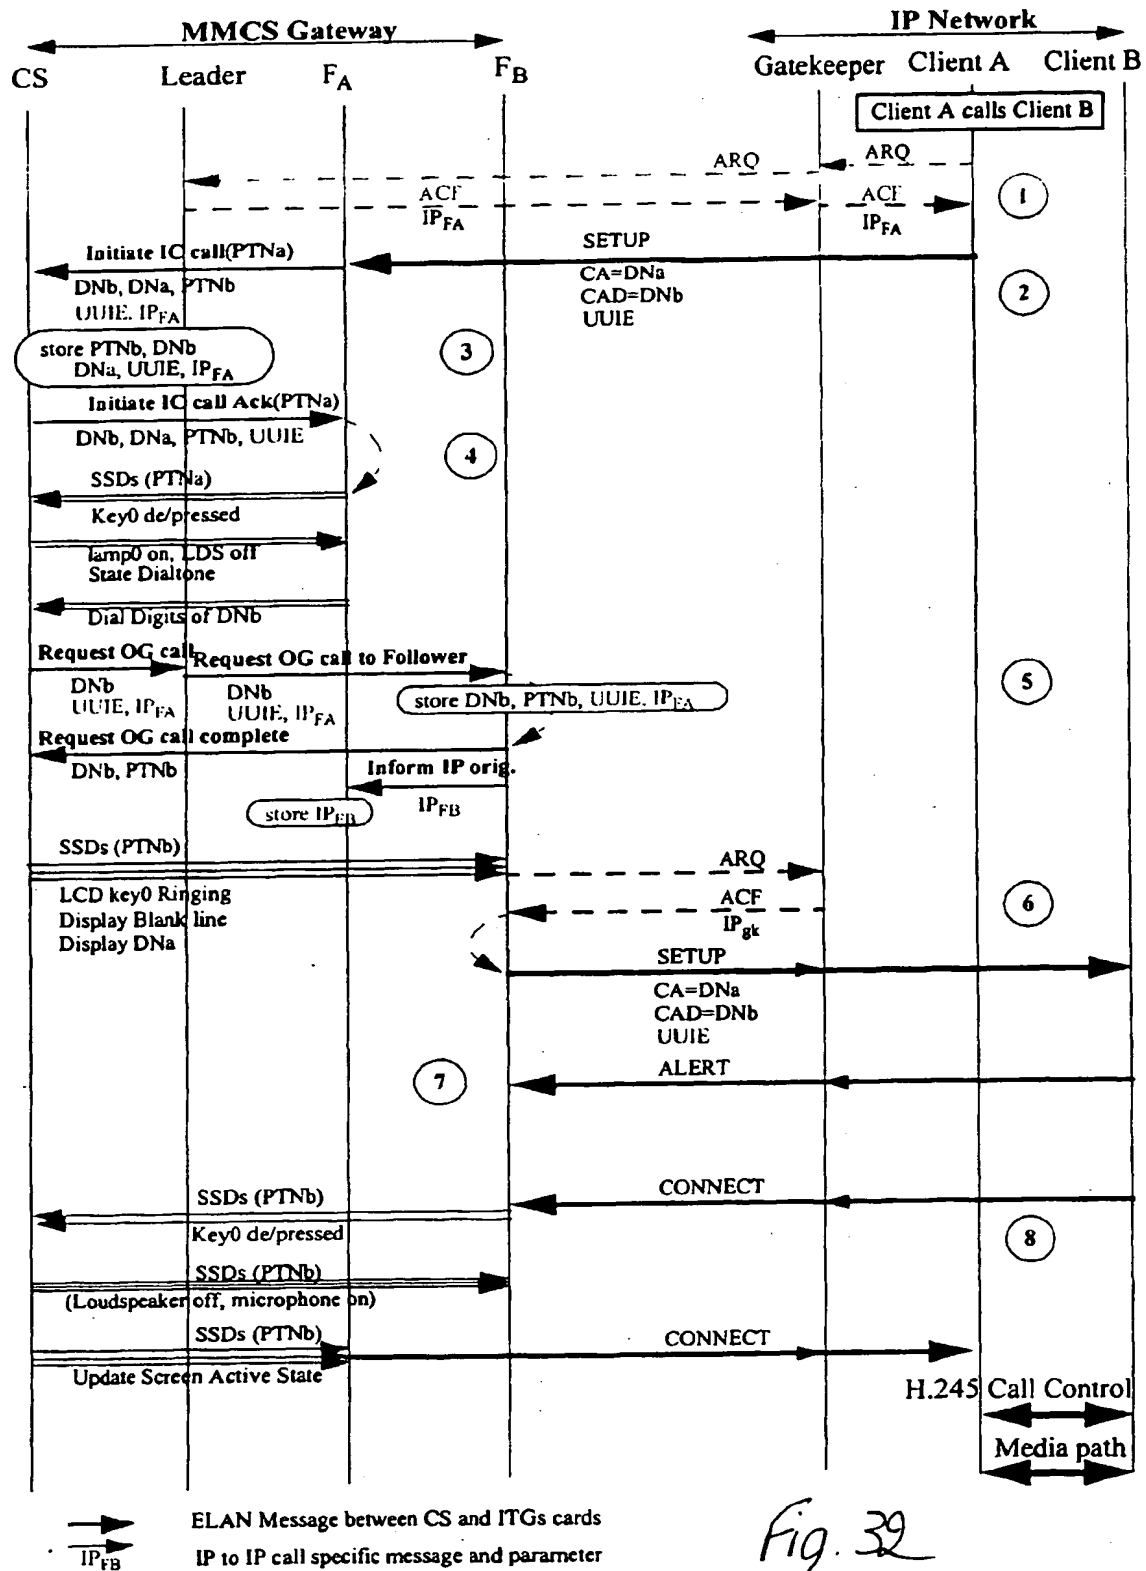 MMCS Gateway
IP Network
CS
Leader
FA
FB
Gatekeeper
Client A
Client B
Client A calls Client B
ARQ
ARQ
ACF
IPFA
ACF
IPFA
1
Initiate IC call(PTNa)
SETUP
DNb, DNa, PTNb
UUIE. IPFA
CA=DNa
CAD=DNb
UUIE
2
store PTNb, DNb
DNa, UUIE, IPFA
3
Initiate IC call Ack(PTNa)
DNb, DNa, PTNb, UUIE
4
SSDs (PTNa)
Key0 de/pressed
lamp0 on, LDS off
State Dialtone
Dial Digits of DNb
Request OG call
Request OG call to Follower
DNb
UUIE, IPFA
DNb
UUIE, IPFA
store DNb, PTNb, UUIE. IPFA
5
Request OG call complete
DNb, PTNb
Inform IP orig.
IPFB
store IPFB
SSDs (PTNb)
ARQ
LCD key0 Ringing
Display Blank line
Display DNa
ACF
IPgk
6
SETUP
CA=DNa
CAD=DNb
UUIE
7
ALERT
SSDs (PTNb)
CONNECT
Key0 de/pressed
8
SSDs (PTNb)
(Loudspeaker off, microphone on)
SSDs (PTNb)
CONNECT
Update Screen Active State
H.245 Call Control
Media path
ELAN Message between CS and ITGs cards
IPFB IP to IP call specific message and parameter
Fig. 32